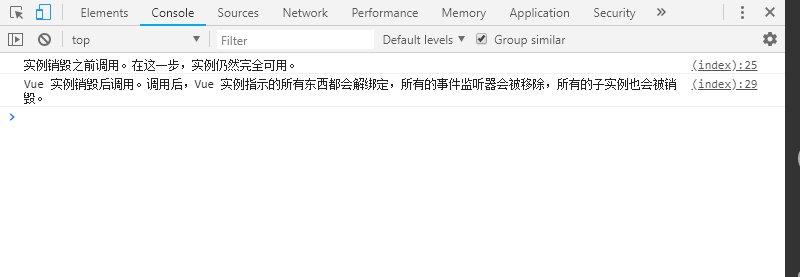 Elements Console Sources Network Performance Memory Application Security »
top ▼ Filter Default levels ▼ Group similar
实例销毁之前调用。在这一步，实例仍然完全可用。 (index):25
Vue 实例销毁后调用。调用后，Vue 实例指示的所有东西都会解绑定，所有的事件监听器会被移除，所有的子实例也会被销 (index):29
毁。